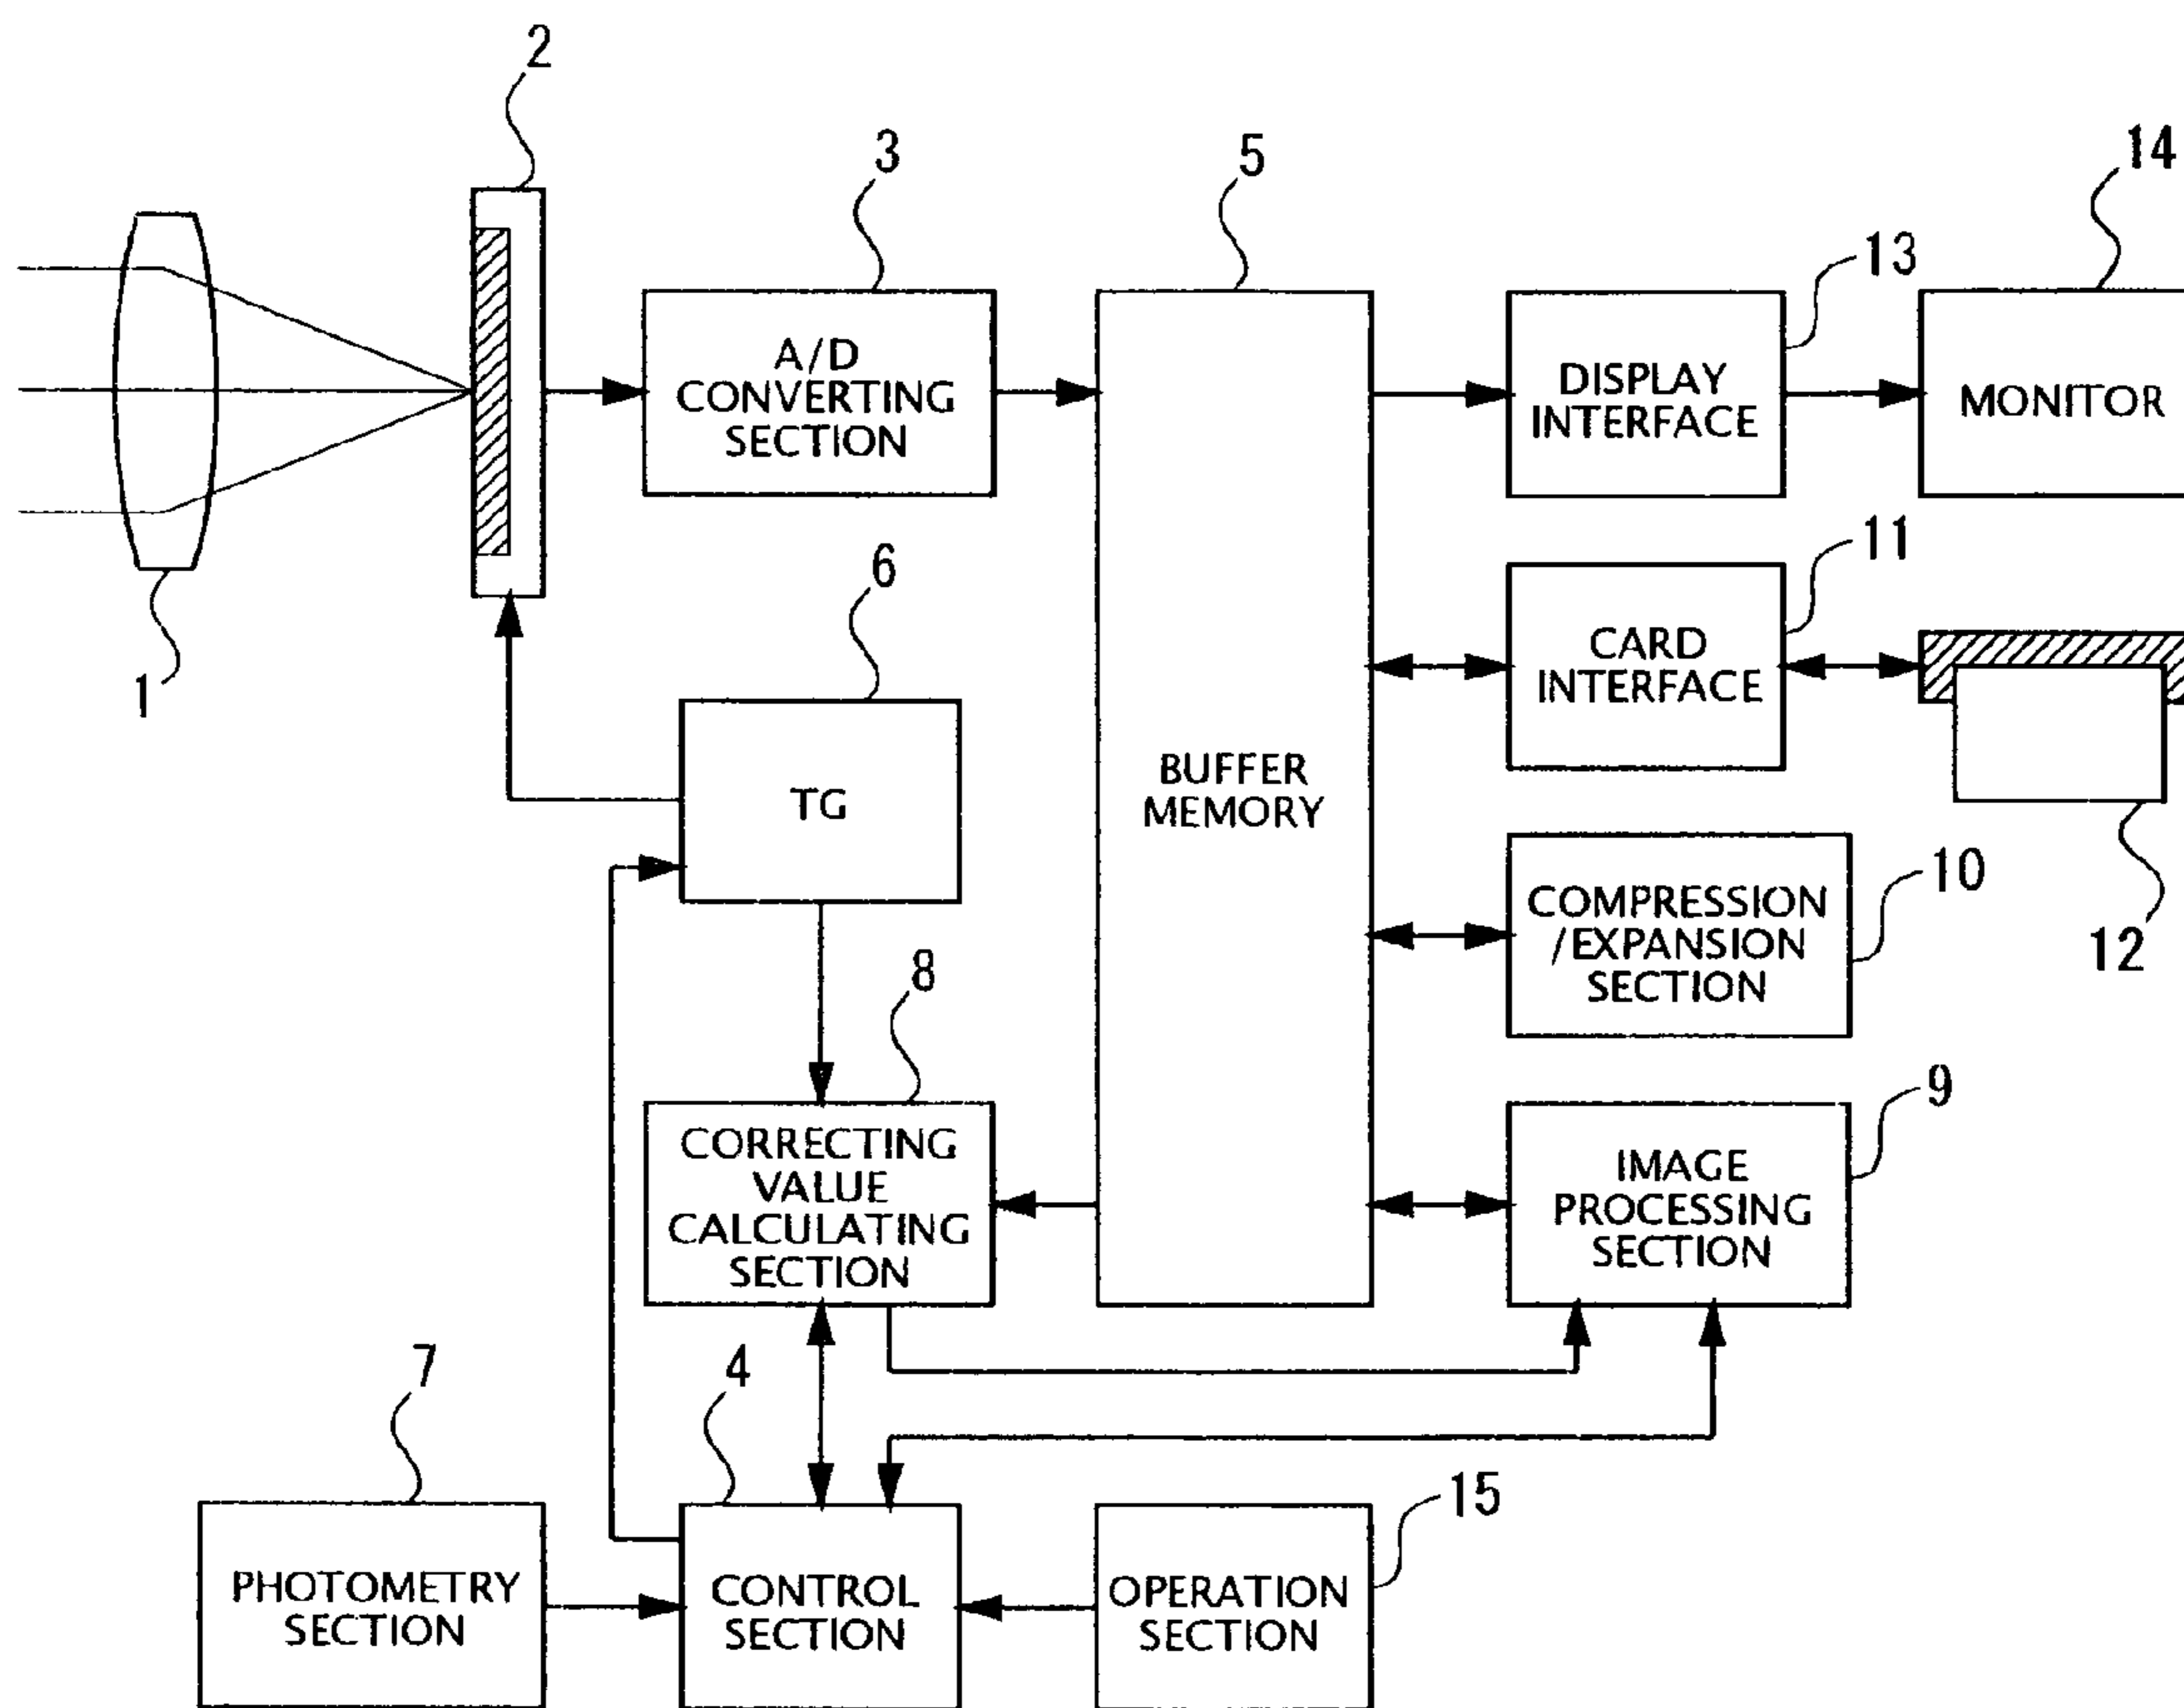 2
3
5
14
13
A/D
CONVERTING
SECTION
DISPLAY
INTERFACE
MONITOR
11
6
1
CARD
INTERFACE
TG
BUFFER
MEMORY
10
COMPRESSION
/EXPANSION
SECTION
12
8
9
CORRECTING
VALUE
CALCULATING
SECTION
IMAGE
PROCESSING
SECTION
7
4
15
PHOTOMETRY
SECTION
CONTROL
SECTION
OPERATION
SECTION